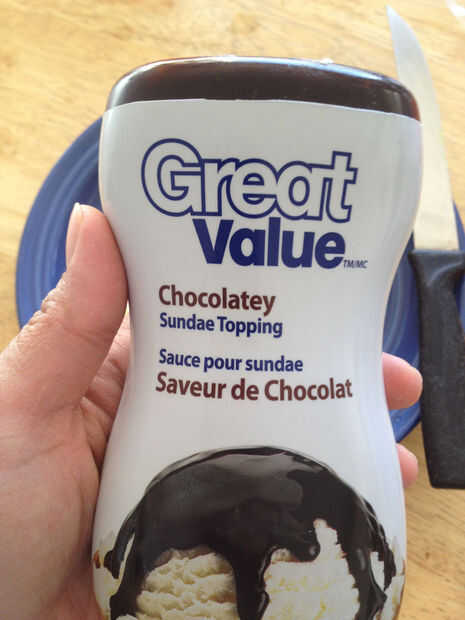 Great
Value TM/MC
Chocolatey
Sundae Topping
Sauce pour sundae
Saveur de Chocolat